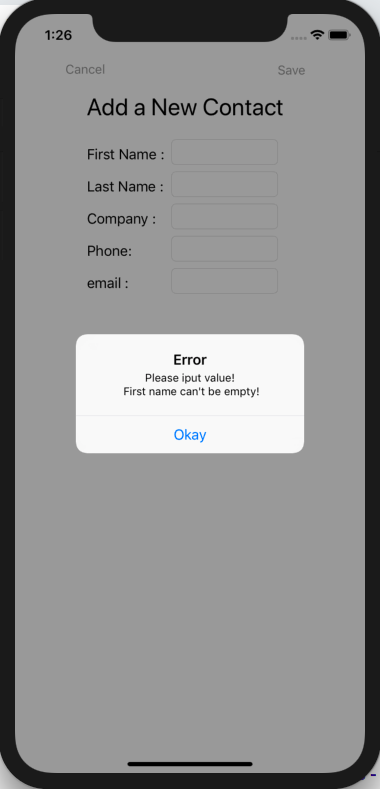 1:26
Cancel
Save
Add a New Contact
First Name :
Last Name :
Company :
Phone:
email :
Error
Please iput value!
First name can't be empty!
Okay